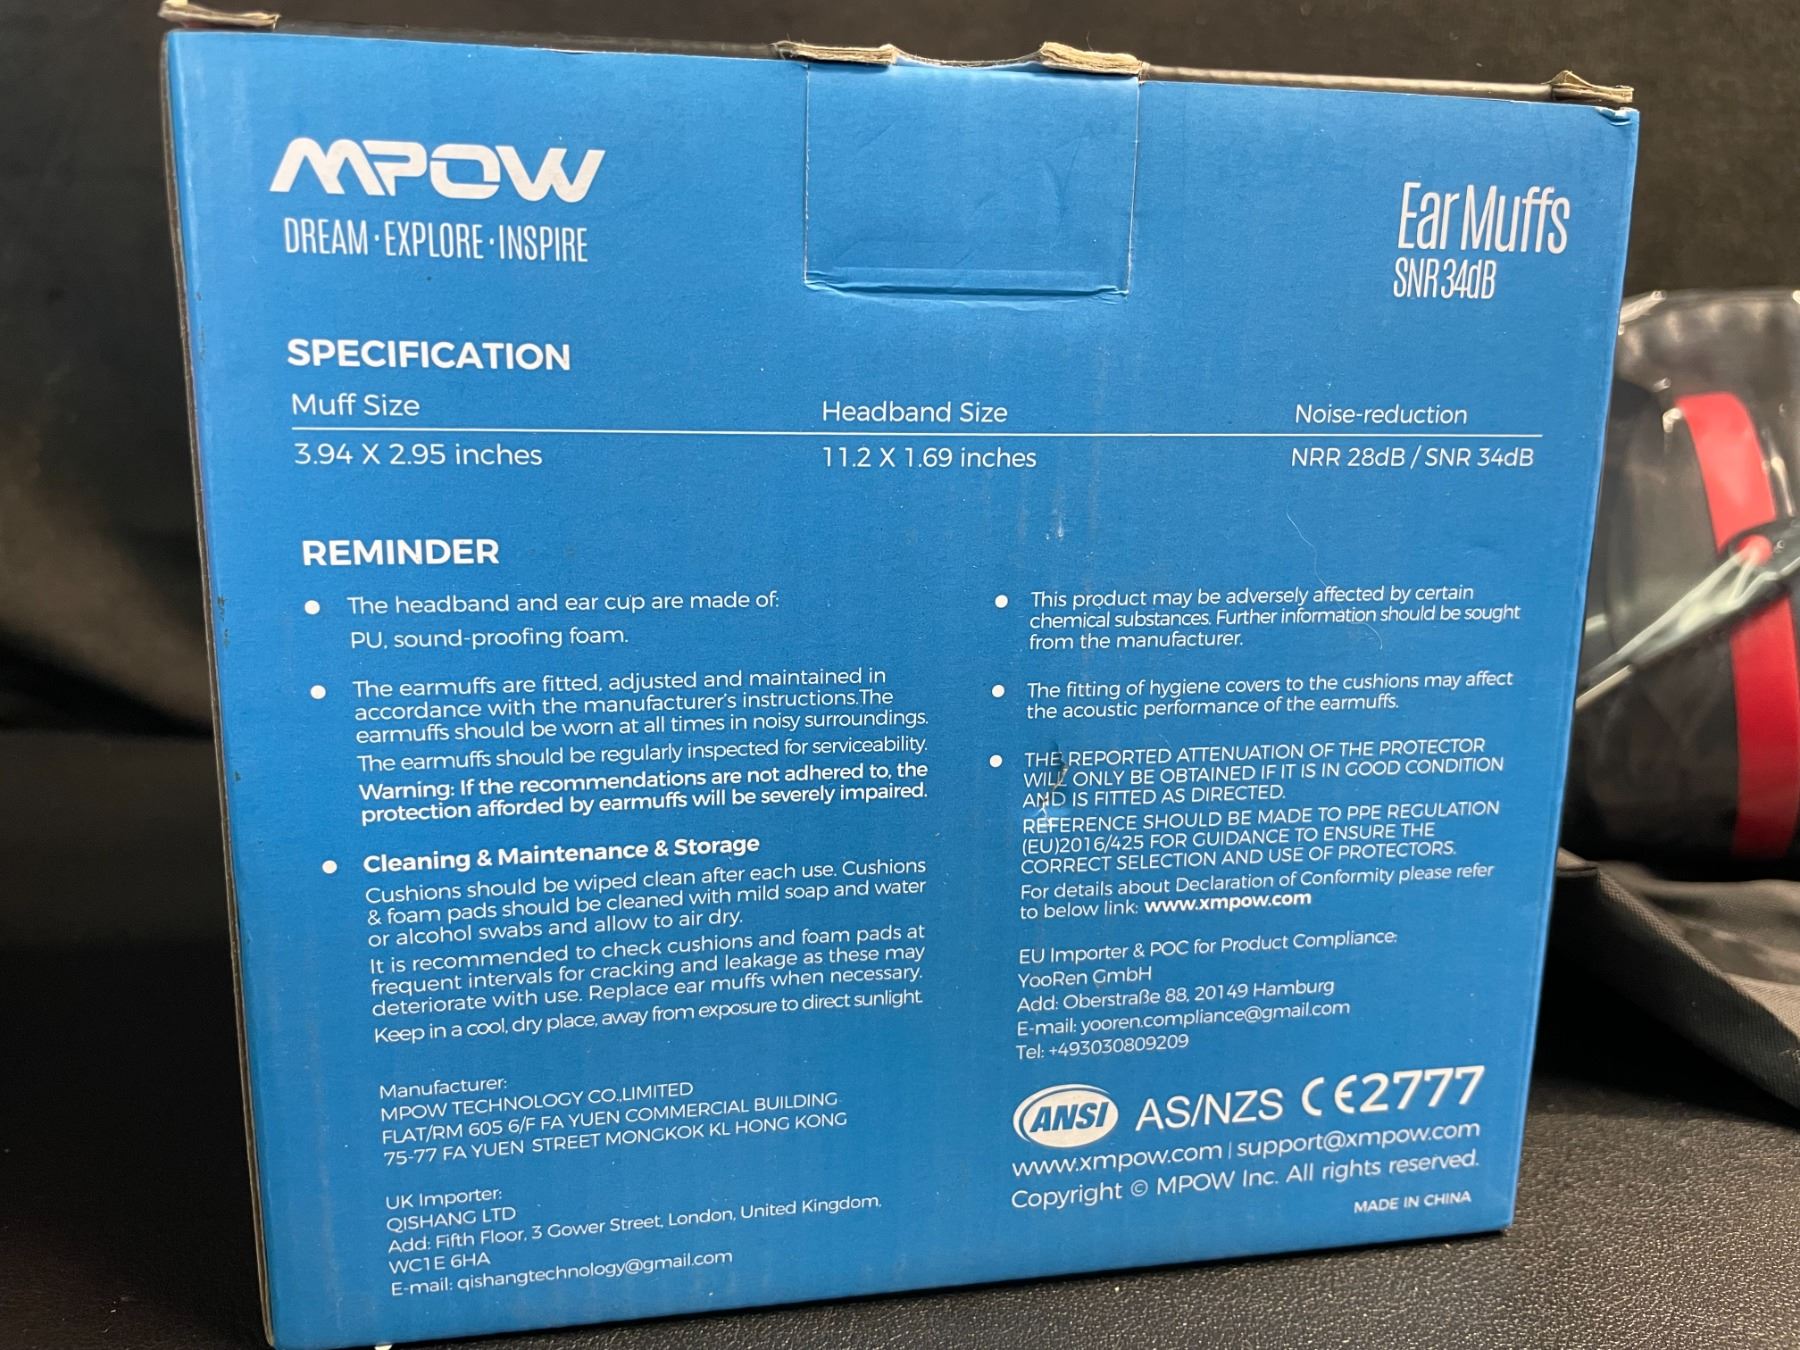 MPOW
DREAM · EXPLORE · INSPIRE
Ear Muffs
SNR 34dB
SPECIFICATION
Muff Size Headband Size Noise-reduction
3.94 X 2.95 inches 11.2 X 1.69 inches NRR 28dB / SNR 34dB
REMINDER
● The headband and ear cup are made of:
PU, sound-proofing foam.
● The earmuffs are fitted, adjusted and maintained in
accordance with the manufacturer's instructions.The
earmuffs should be worn at all times in noisy surroundings.
The earmuffs should be regularly inspected for serviceability.
Warning: If the recommendations are not adhered to, the
protection afforded by earmuffs will be severely impaired.
● Cleaning & Maintenance & Storage
Cushions should be wiped clean after each use. Cushions
& foam pads should be cleaned with mild soap and water
or alcohol swabs and allow to air dry.
It is recommended to check cushions and foam pads at
frequent intervals for cracking and leakage as these may
deteriorate with use. Replace ear muffs when necessary.
Keep in a cool, dry place, away from exposure to direct sunlight.
Manufacturer:
MPOW TECHNOLOGY CO.,LIMITED
FLAT/RM 605 6/F FA YUEN COMMERCIAL BUILDING
75-77 FA YUEN STREET MONGKOK KL HONG KONG
UK Importer:
QISHANG LTD
Add: Fifth Floor, 3 Gower Street, London, United Kingdom,
WC1E 6HA
E-mail: qishangtechnology@gmail.com
● This product may be adversely affected by certain
chemical substances. Further information should be sought
from the manufacturer.
● The fitting of hygiene covers to the cushions may affect
the acoustic performance of the earmuffs.
● THE REPORTED ATTENUATION OF THE PROTECTOR
WILL ONLY BE OBTAINED IF IT IS IN GOOD CONDITION
AND IS FITTED AS DIRECTED.
REFERENCE SHOULD BE MADE TO PPE REGULATION
(EU)2016/425 FOR GUIDANCE TO ENSURE THE
CORRECT SELECTION AND USE OF PROTECTORS.
For details about Declaration of Conformity please refer
to below link: www.xmpow.com
EU Importer & POC for Product Compliance:
YooRen GmbH
Add: Oberstraße 88, 20149 Hamburg
E-mail: yooren.compliance@gmail.com
Tel: +493030809209
ANSI AS/NZS CE2777
www.xmpow.com | support@xmpow.com
Copyright © MPOW Inc. All rights reserved.
MADE IN CHINA